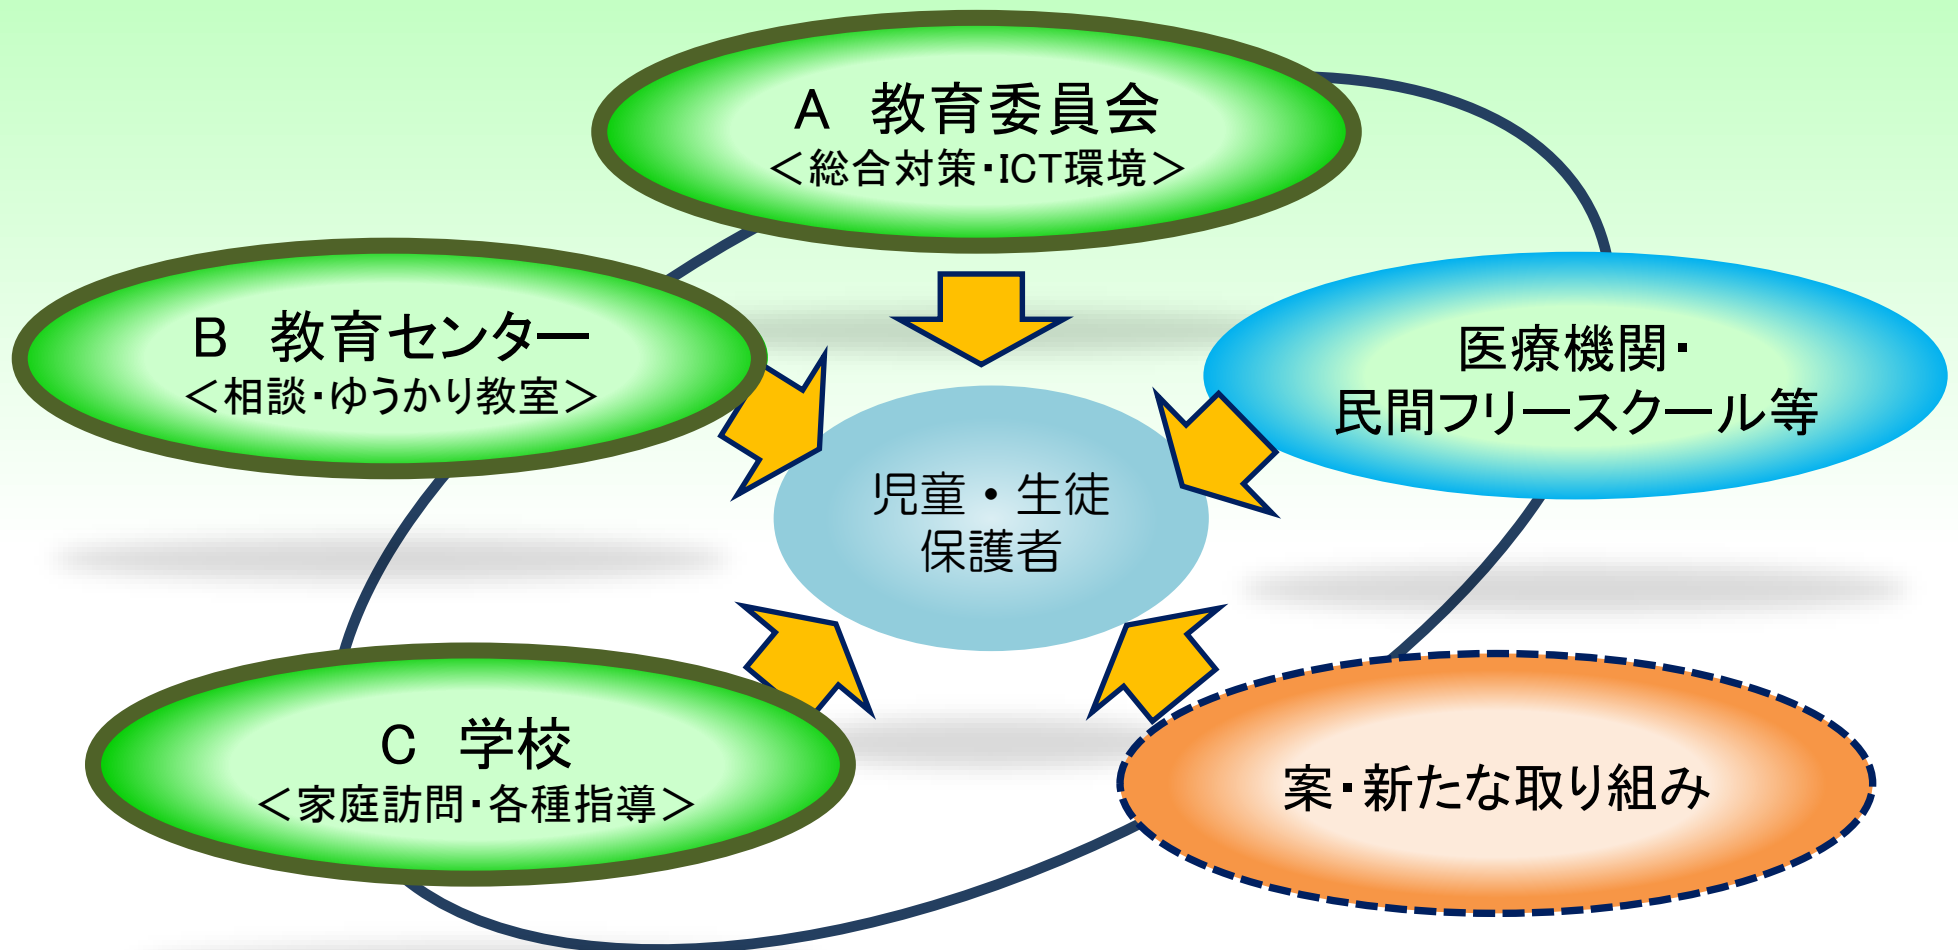 A　教育委員会
＜総合対策・ICT環境＞
B　教育センター
＜相談・ゆうかり教室＞
医療機関・
民間フリースクール等
児童・生徒
保護者
C　学校
＜家庭訪問・各種指導＞
案・新たな取り組み